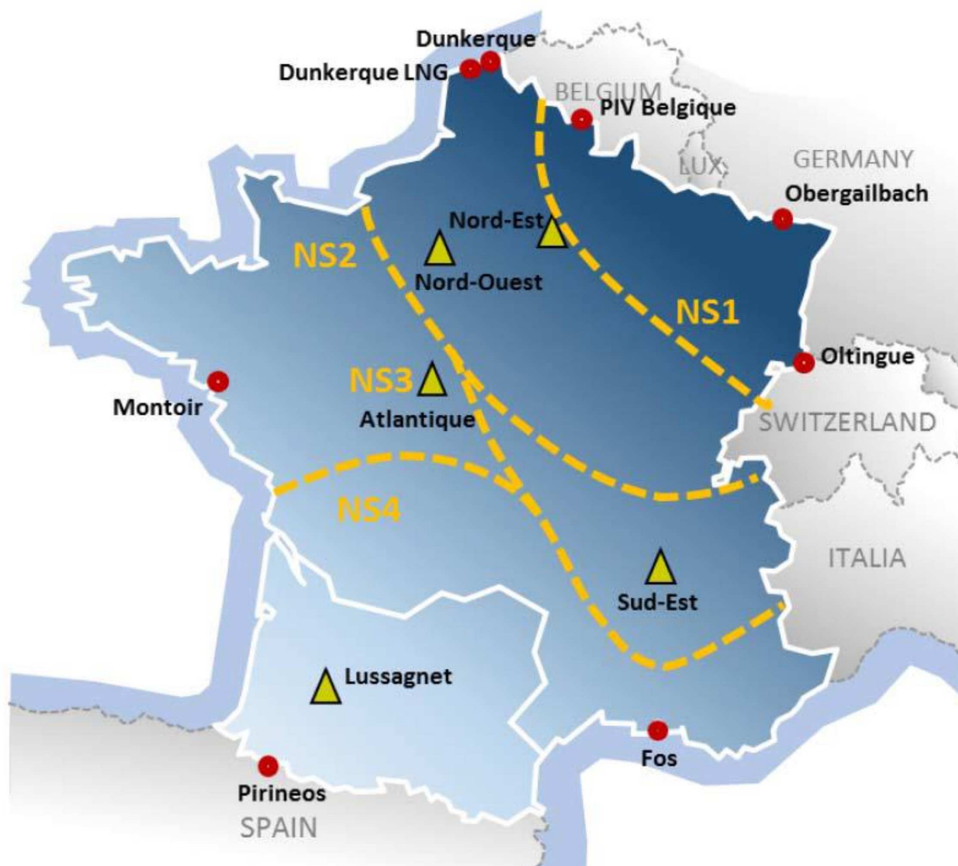 Dunkerque
Dunkerque LNG
BELGIUM
PIV Belgique
LUX
GERMANY
Obergailbach
Nord-Est
NS2
Nord-Ouest
NS1
Oltingue
NS3
Montoir
Atlantique
SWITZERLAND
NS4
ITALIA
Sud-Est
Lussagnet
Fos
Pirineos
SPAIN